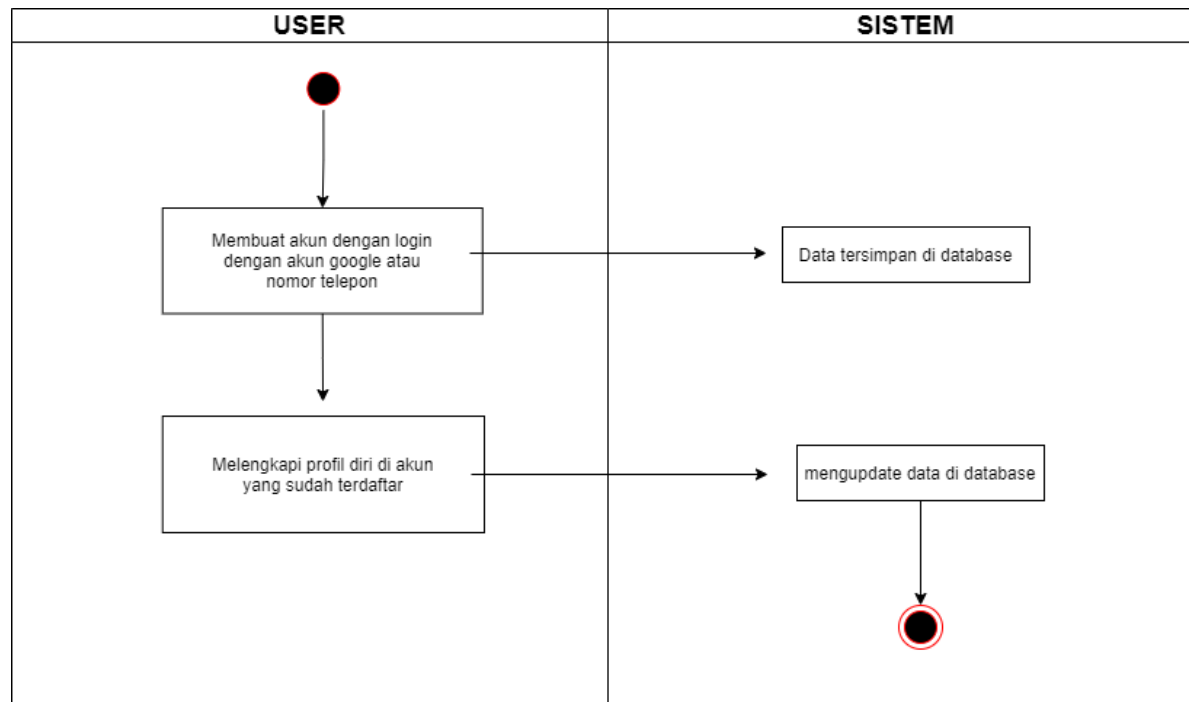 USER
SISTEM
Membuat akun dengan login
dengan akun google atau
nomor telepon
Data tersimpan di database
Melengkapi profil diri di akun
yang sudah terdaftar
mengupdate data di database